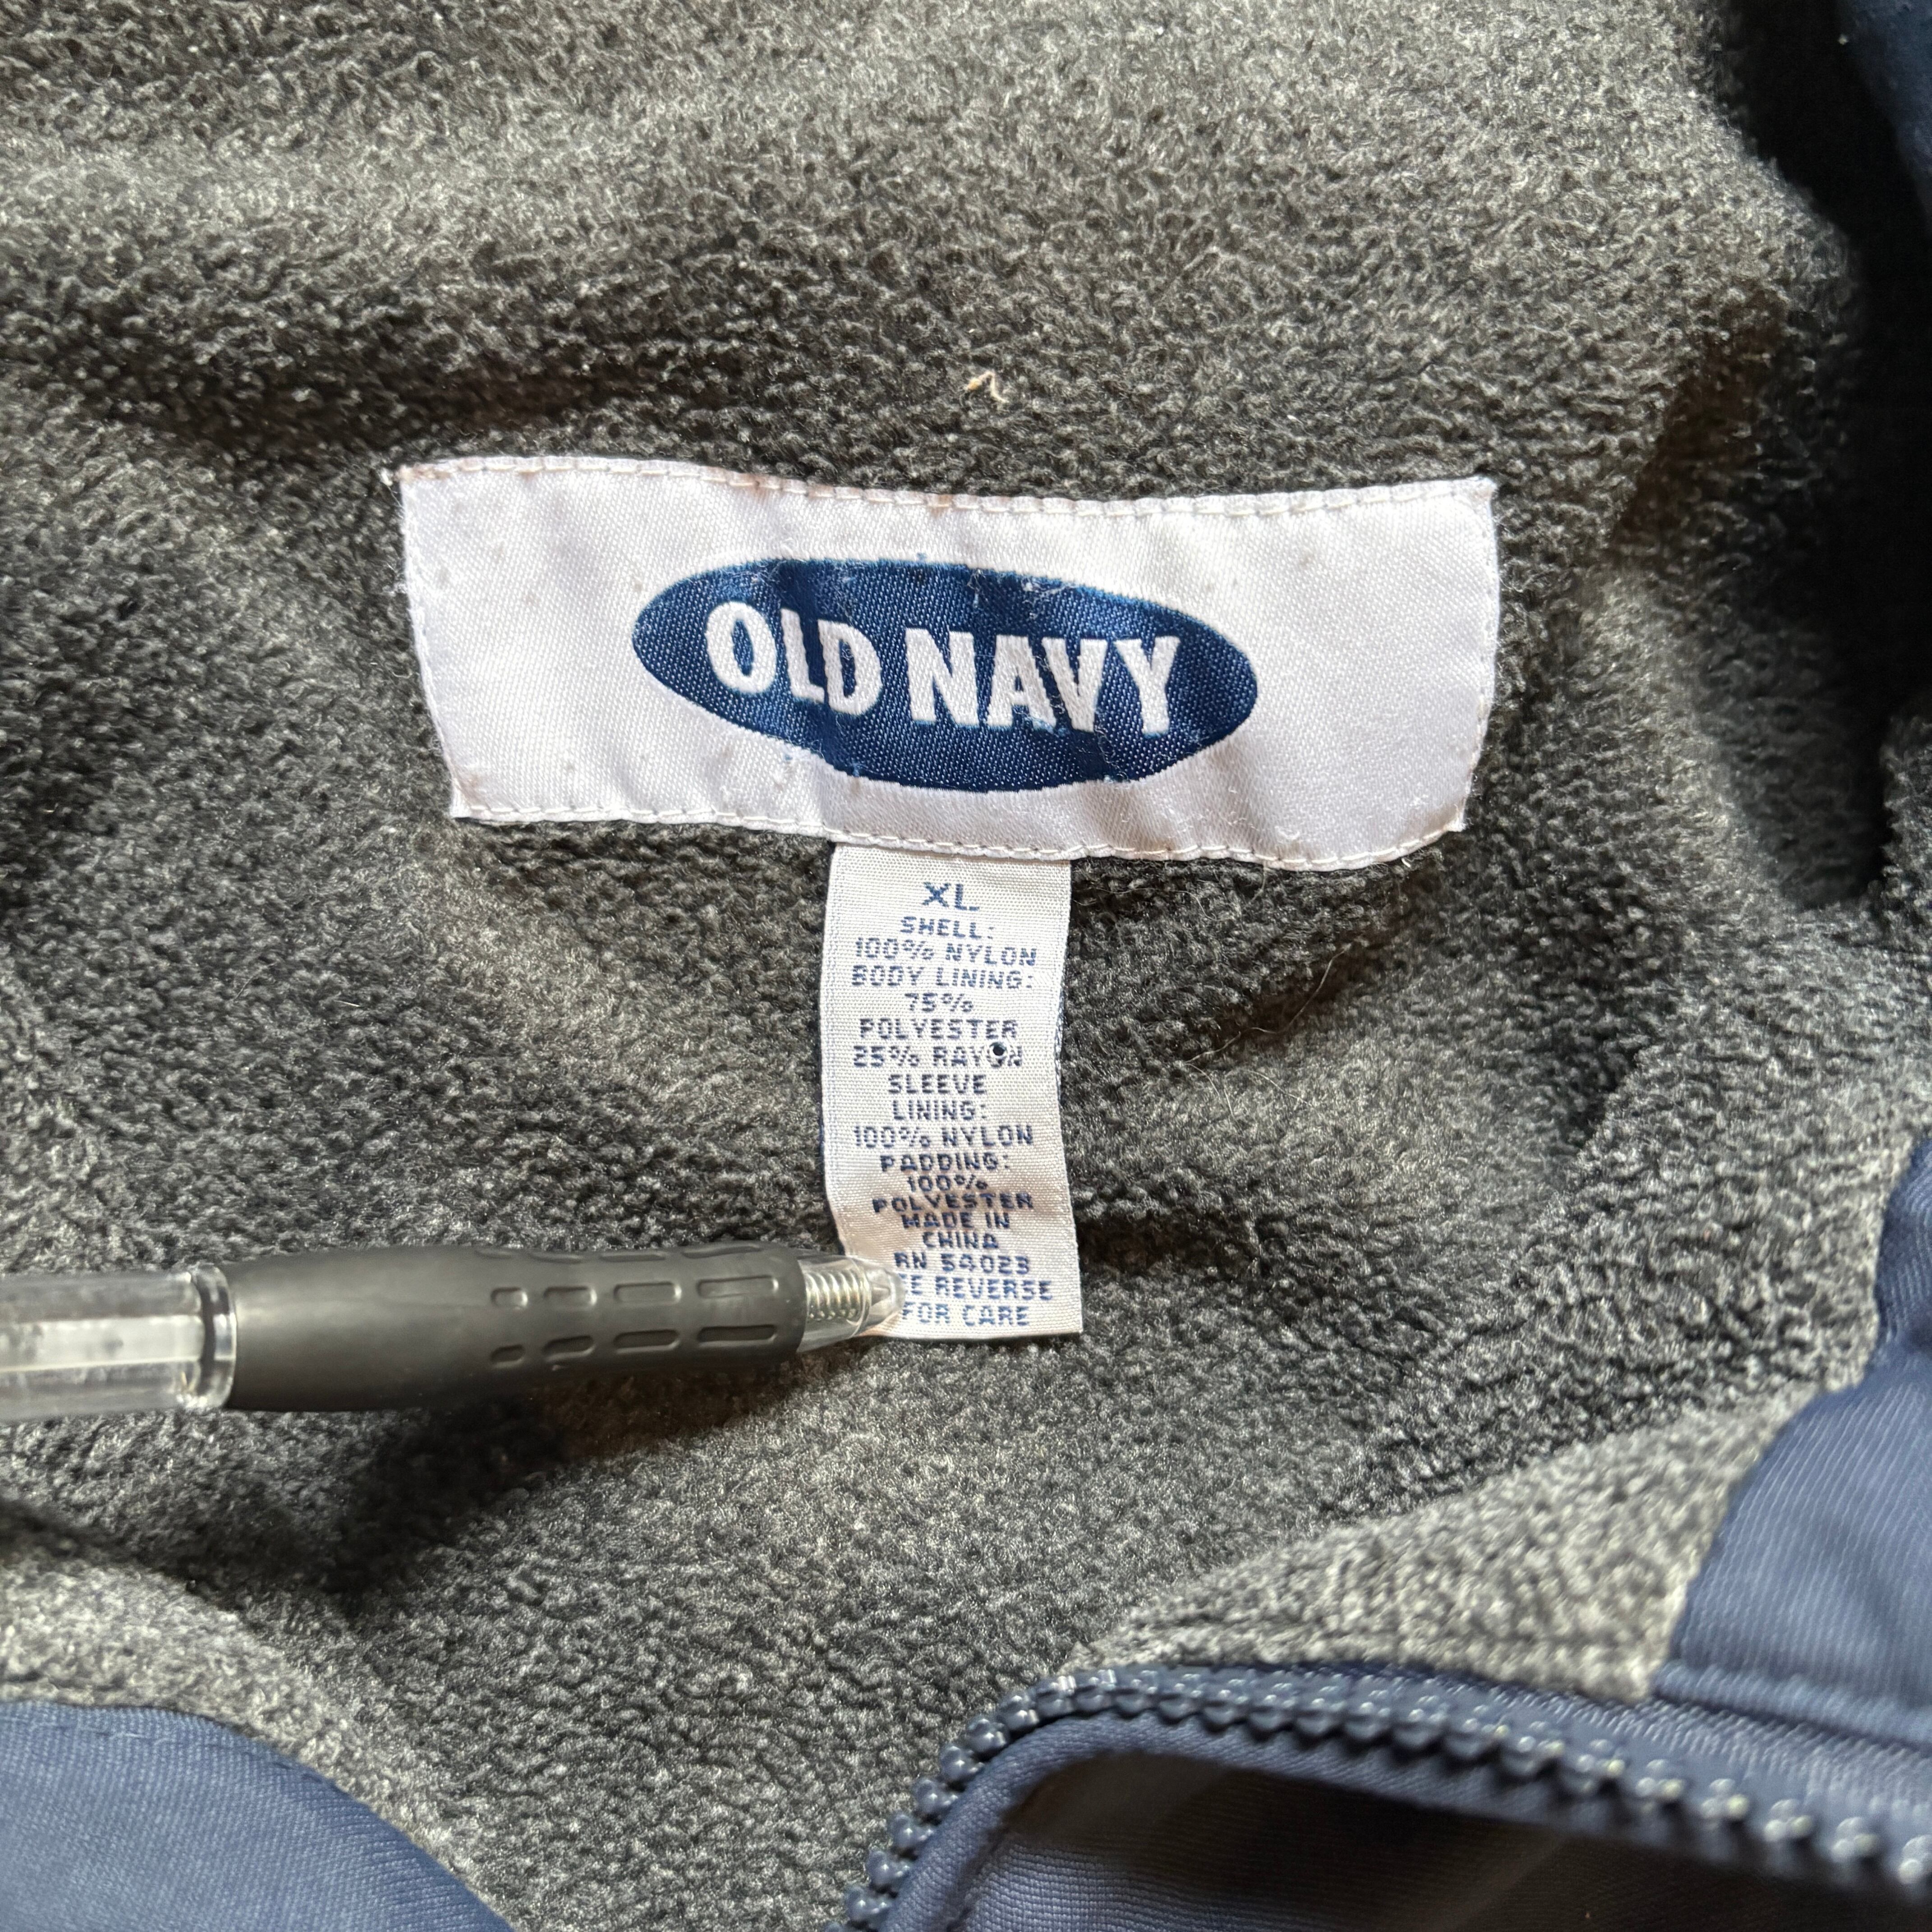 OLD NAVY
XL
SHELL:
100% NYLON
BODY LINING:
75%
POLYESTER
25% RAYON
SLEEVE
LINING:
100% NYLON
PADDING:
100%
POLYESTER
MADE IN
CHINA
RN 54023
REVERSE
FOR CARE